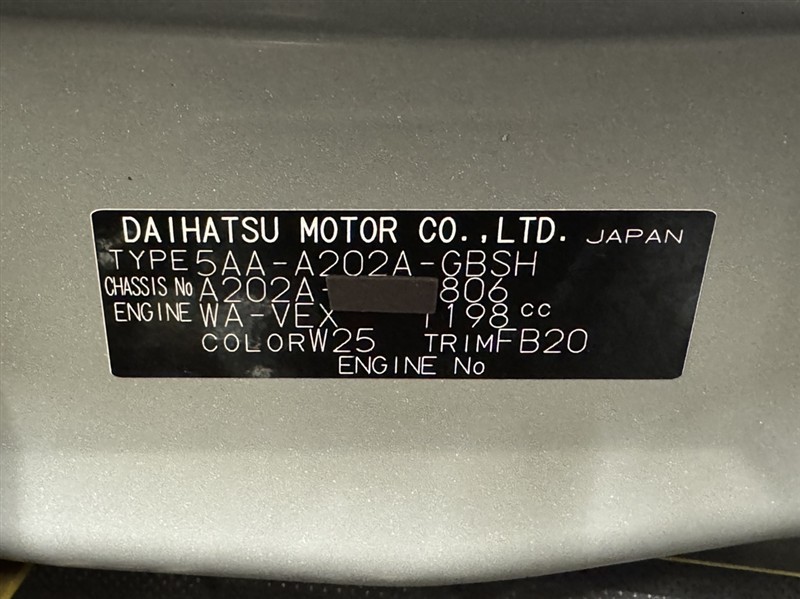 DAIHATSU MOTOR CO.,LTD. JAPAN
TYPE 5AA-A202A-GBSH
CHASSIS No A202A- 806
ENGINE WA-VEX 1198 cc
COLOR W25 TRIM FB20
ENGINE No